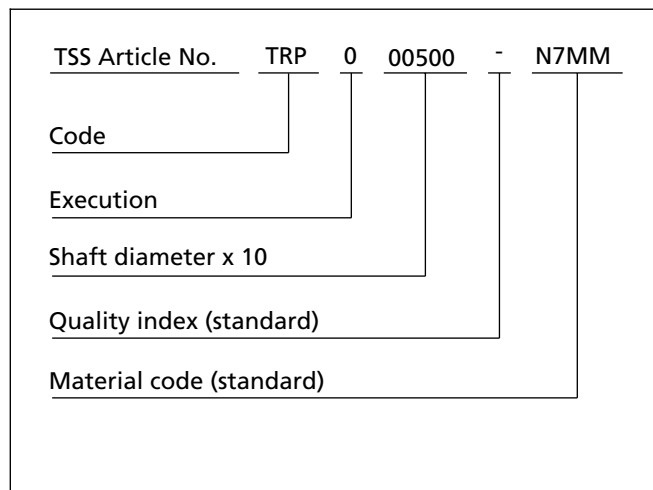 TSS Article No. TRP 0 00500 - N7MM
Code
Execution
Shaft diameter x 10
Quality index (standard)
Material code (standard)